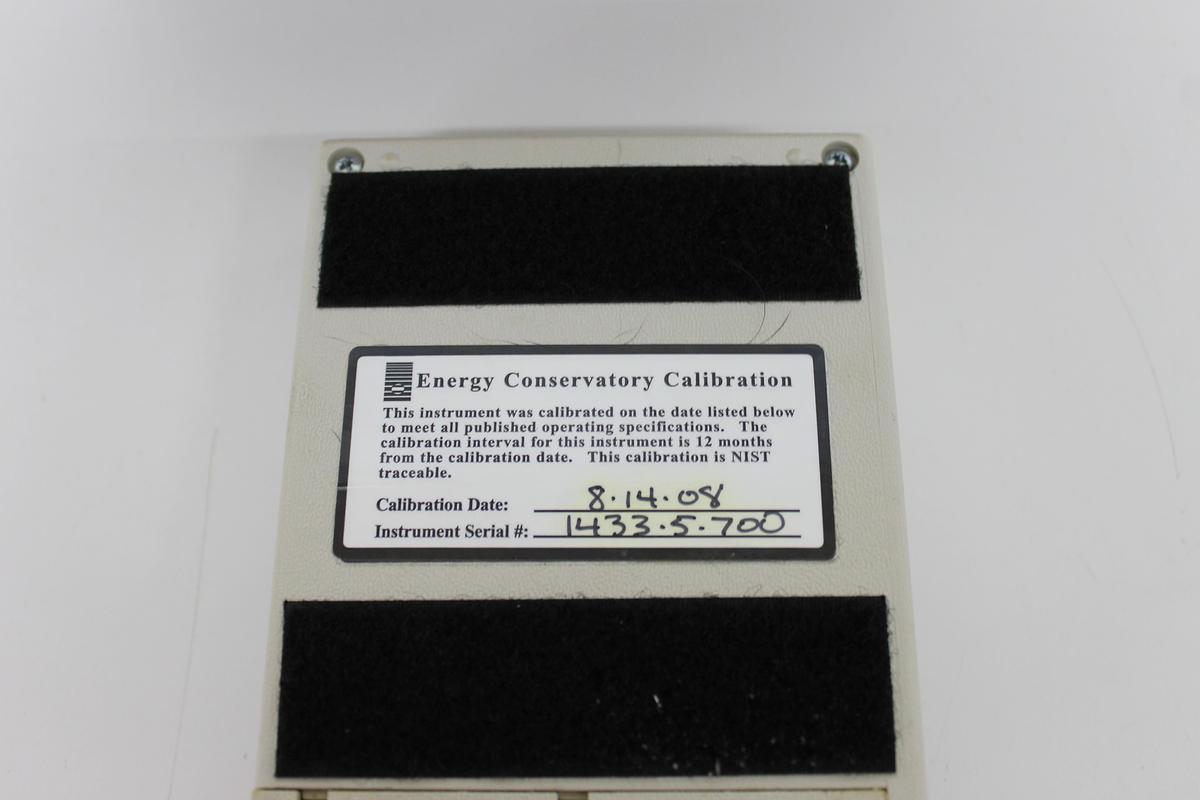 Energy Conservatory Calibration
This instrument was calibrated on the date listed below
to meet all published operating specifications. The
calibration interval for this instrument is 12 months
from the calibration date. This calibration is NIST
traceable.
Calibration Date: 8.14.08
Instrument Serial #: 1433.5.700